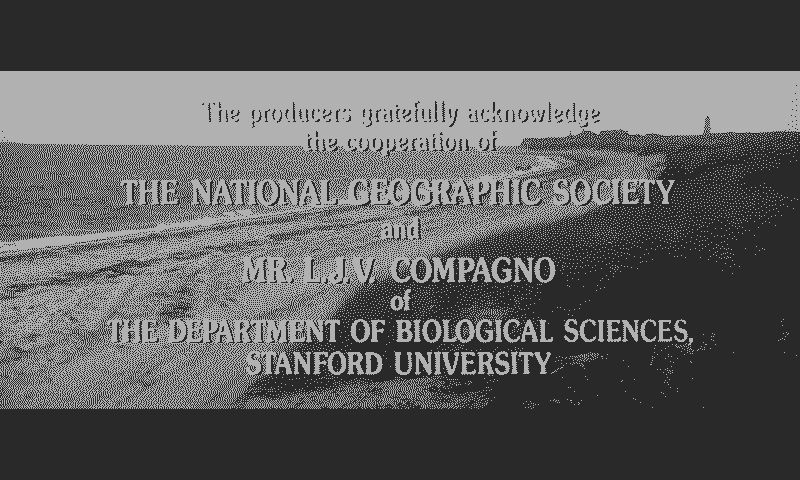 The producers gratefully acknowledge
the cooperation of
THE NATIONAL GEOGRAPHIC SOCIETY
and
MR. L.J.V. COMPAGNO
of
THE DEPARTMENT OF BIOLOGICAL SCIENCES,
STANFORD UNIVERSITY